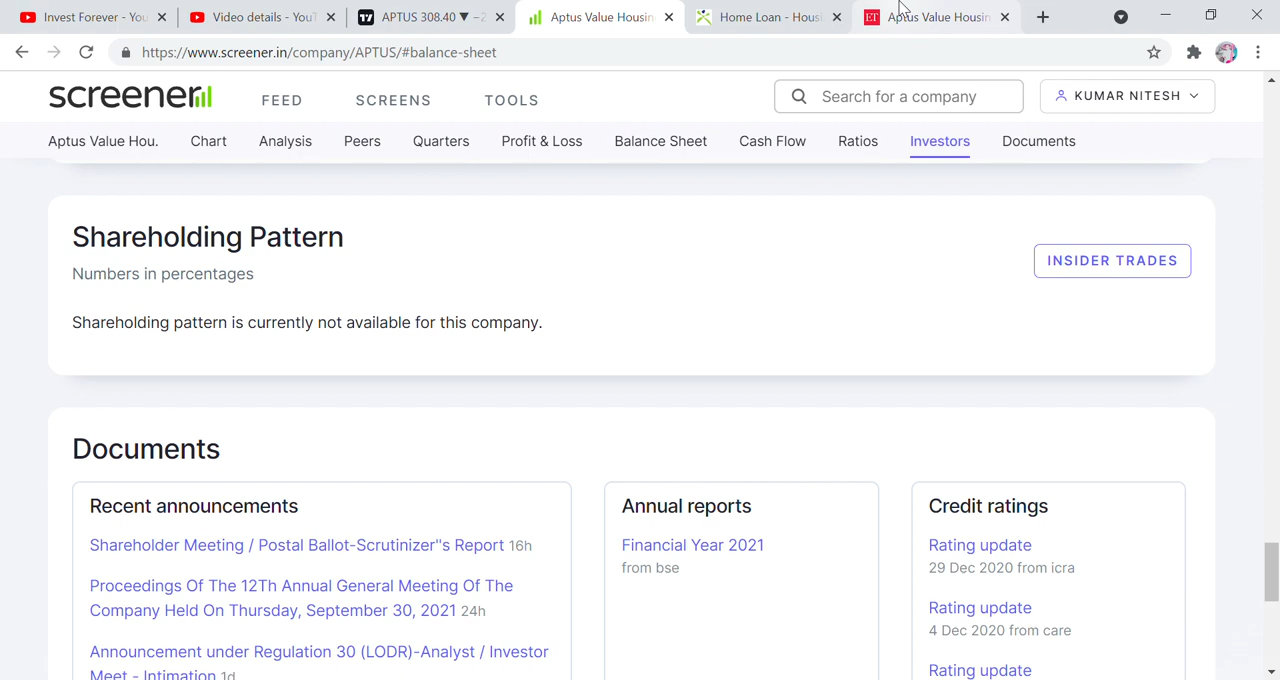 Invest Forever - You
Video details - YouT
APTUS 308.40 ▼ −2
Aptus Value Housin
Home Loan - Housi
ET Aptus Value Housin
https://www.screener.in/company/APTUS/#balance-sheet
screener
FEED
SCREENS
TOOLS
Search for a company
KUMAR NITESH
Aptus Value Hou.
Chart
Analysis
Peers
Quarters
Profit & Loss
Balance Sheet
Cash Flow
Ratios
Investors
Documents
Shareholding Pattern
Numbers in percentages
INSIDER TRADES
Shareholding pattern is currently not available for this company.
Documents
Recent announcements
Shareholder Meeting / Postal Ballot-Scrutinizer"s Report 16h
Proceedings Of The 12Th Annual General Meeting Of The
Company Held On Thursday, September 30, 2021 24h
Announcement under Regulation 30 (LODR)-Analyst / Investor
Meet - Intimation 1d
Annual reports
Financial Year 2021
from bse
Credit ratings
Rating update
29 Dec 2020 from icra
Rating update
4 Dec 2020 from care
Rating update